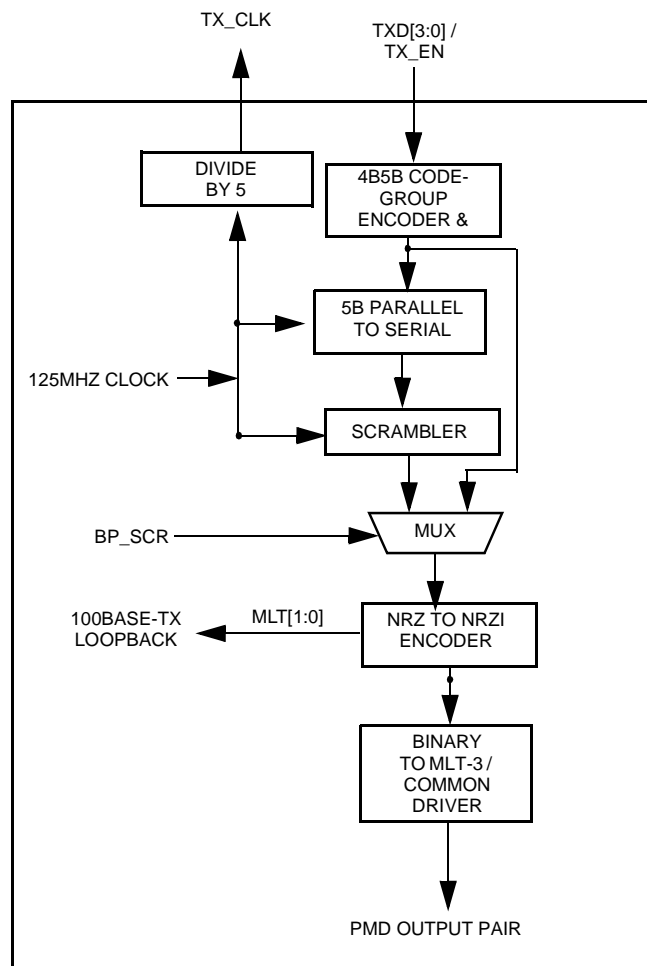 TX_CLK
TXD[3:0] /
TX_EN
DIVIDE
BY 5
4B5B CODE-
GROUP
ENCODER &
5B PARALLEL
TO SERIAL
125MHZ CLOCK
SCRAMBLER
BP_SCR
MUX
100BASE-TX
LOOPBACK
MLT[1:0]
NRZ TO NRZI
ENCODER
BINARY
TO MLT-3 /
COMMON
DRIVER
PMD OUTPUT PAIR